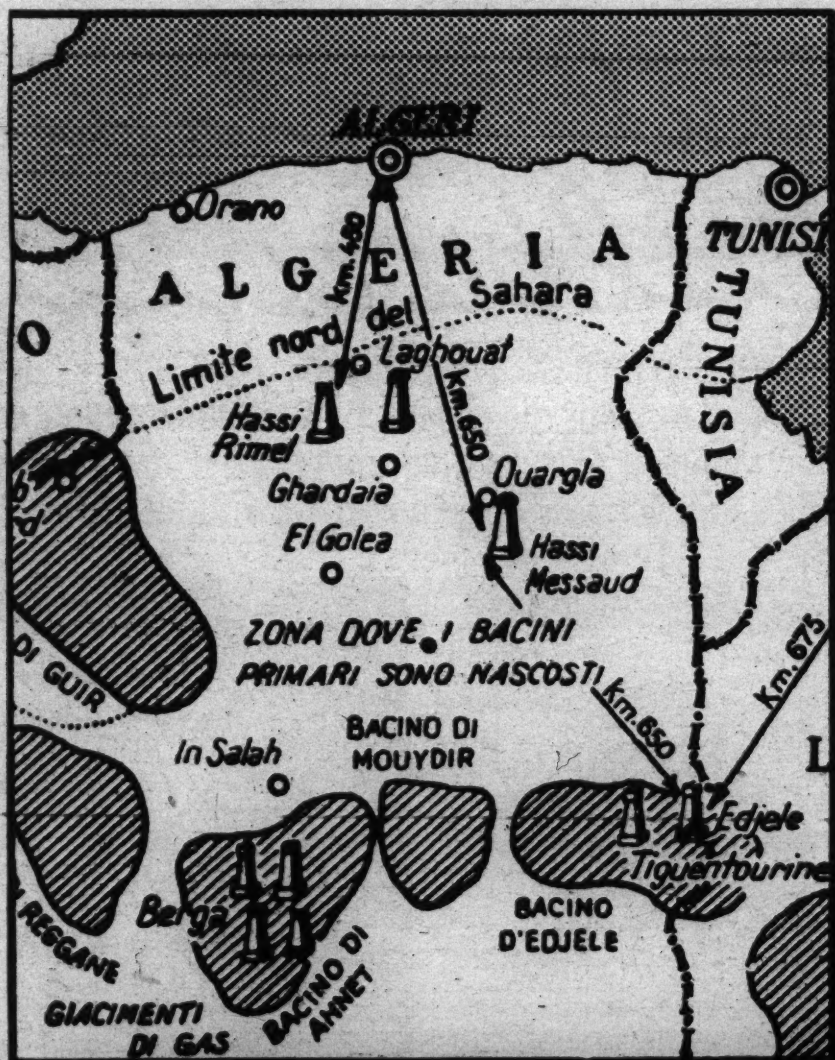 ALGERI
Orano
TUNISI
ALGERIA
km. 480
Sahara
TUNISIA
O
Limite nord del
Laghouat
km. 650
Hassi
Rimel
Ghardaia
Ouargla
El Golea
Hassi
Messaud
ZONA DOVE I BACINI
PRIMARI SONO NASCOSTI
Km. 675
DI GUIR
km. 650
BACINO DI
MOUYDIR
In Salah
L
Edjele
Tiguentourine
Berga
BACINO
D'EDJELE
REGGANE
BACINO DI
AHNET
GIACIMENTI
DI GAS